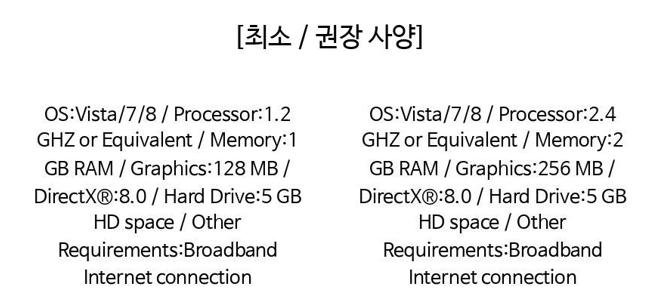 [최소 / 권장 사양]
OS:Vista/7/8 / Processor:1.2
GHZ or Equivalent / Memory:1
GB RAM / Graphics:128 MB /
DirectX®:8.0 / Hard Drive:5 GB
HD space / Other
Requirements:Broadband
Internet connection
OS:Vista/7/8 / Processor:2.4
GHZ or Equivalent / Memory:2
GB RAM / Graphics:256 MB /
DirectX®:8.0 / Hard Drive:5 GB
HD space / Other
Requirements:Broadband
Internet connection